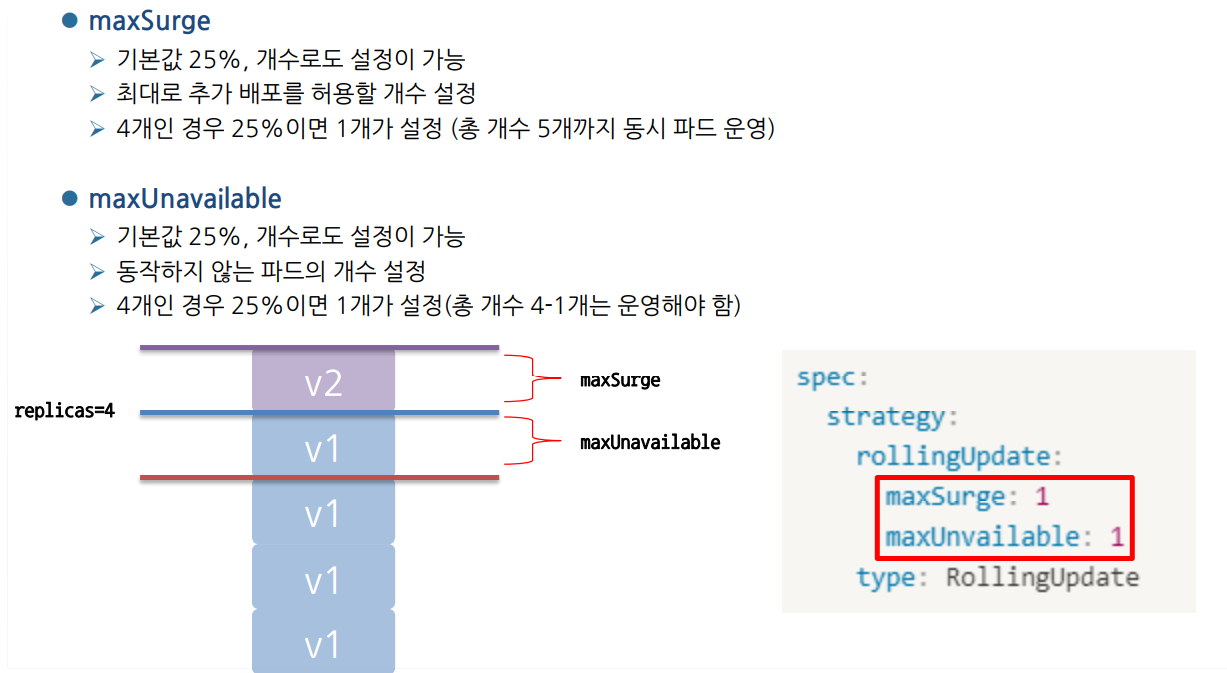 maxSurge
기본값 25%, 개수로도 설정이 가능
최대로 추가 배포를 허용할 개수 설정
4개인 경우 25%이면 1개가 설정 (총 개수 5개까지 동시 파드 운영)
maxUnavailable
기본값 25%, 개수로도 설정이 가능
동작하지 않는 파드의 개수 설정
4개인 경우 25%이면 1개가 설정(총 개수 4-1개는 운영해야 함)
v2
maxSurge
replicas=4
v1
maxUnavailable
v1
v1
v1
spec:
strategy:
rollingUpdate:
maxSurge: 1
maxUnvailable: 1
type: RollingUpdate